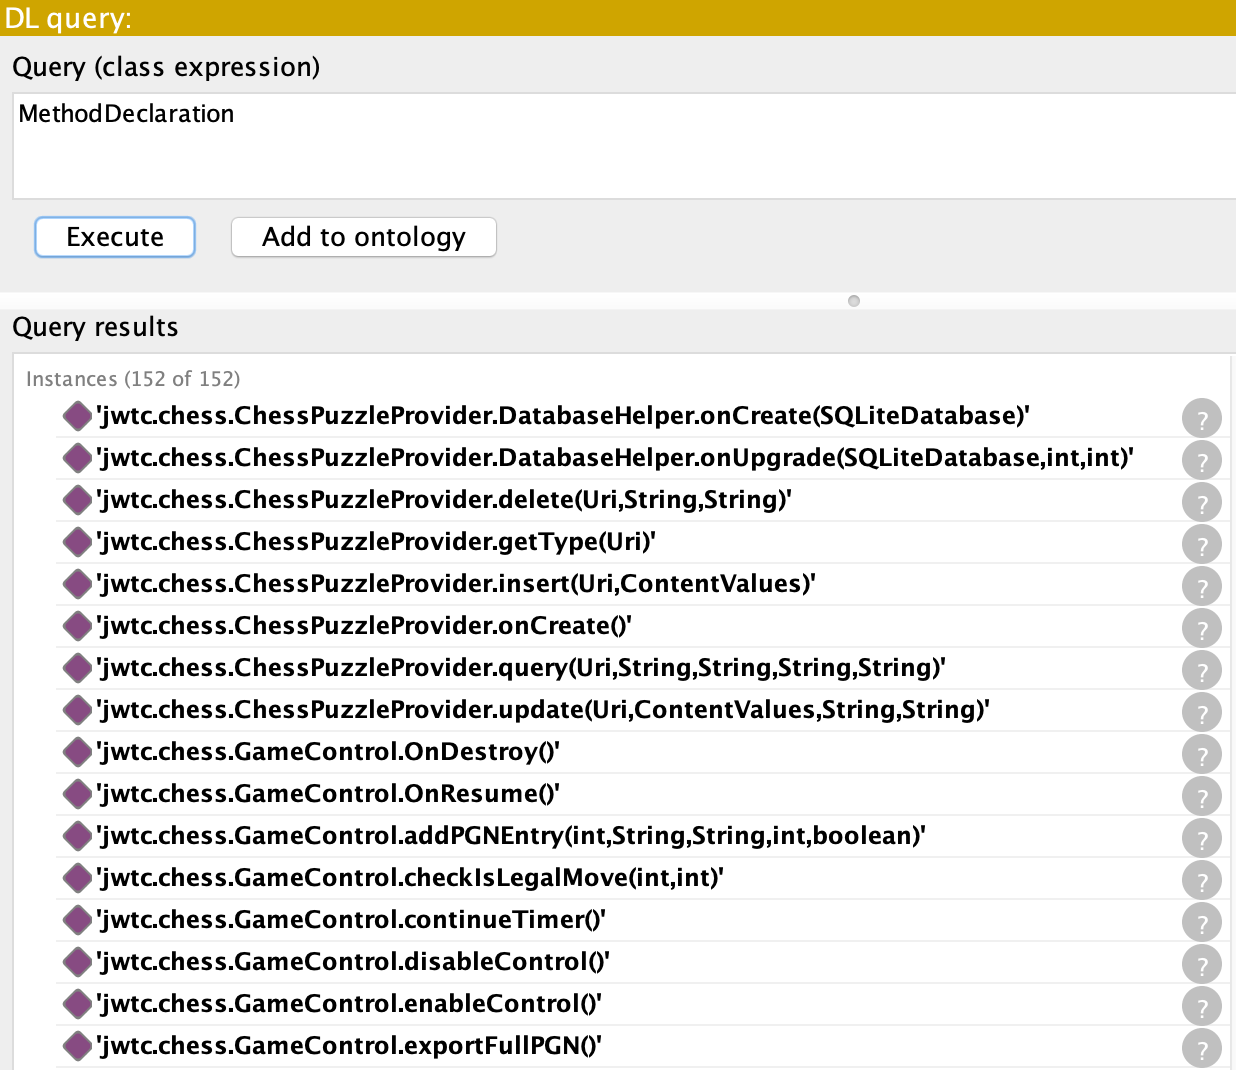 DL query:
Query (class expression)
MethodDeclaration
Execute Add to ontology
Query results
Instances (152 of 152)
'jwtc.chess.ChessPuzzleProvider.DatabaseHelper.onCreate(SQLiteDatabase)' ?
'jwtc.chess.ChessPuzzleProvider.DatabaseHelper.onUpgrade(SQLiteDatabase,int,int)' ?
'jwtc.chess.ChessPuzzleProvider.delete(Uri,String,String)' ?
'jwtc.chess.ChessPuzzleProvider.getType(Uri)' ?
'jwtc.chess.ChessPuzzleProvider.insert(Uri,ContentValues)' ?
'jwtc.chess.ChessPuzzleProvider.onCreate()' ?
'jwtc.chess.ChessPuzzleProvider.query(Uri,String,String,String,String)' ?
'jwtc.chess.ChessPuzzleProvider.update(Uri,ContentValues,String,String)' ?
'jwtc.chess.GameControl.OnDestroy()' ?
'jwtc.chess.GameControl.OnResume()' ?
'jwtc.chess.GameControl.addPGNEntry(int,String,String,int,boolean)' ?
'jwtc.chess.GameControl.checkIsLegalMove(int,int)' ?
'jwtc.chess.GameControl.continueTimer()' ?
'jwtc.chess.GameControl.disableControl()' ?
'jwtc.chess.GameControl.enableControl()' ?
'jwtc.chess.GameControl.exportFullPGN()' ?